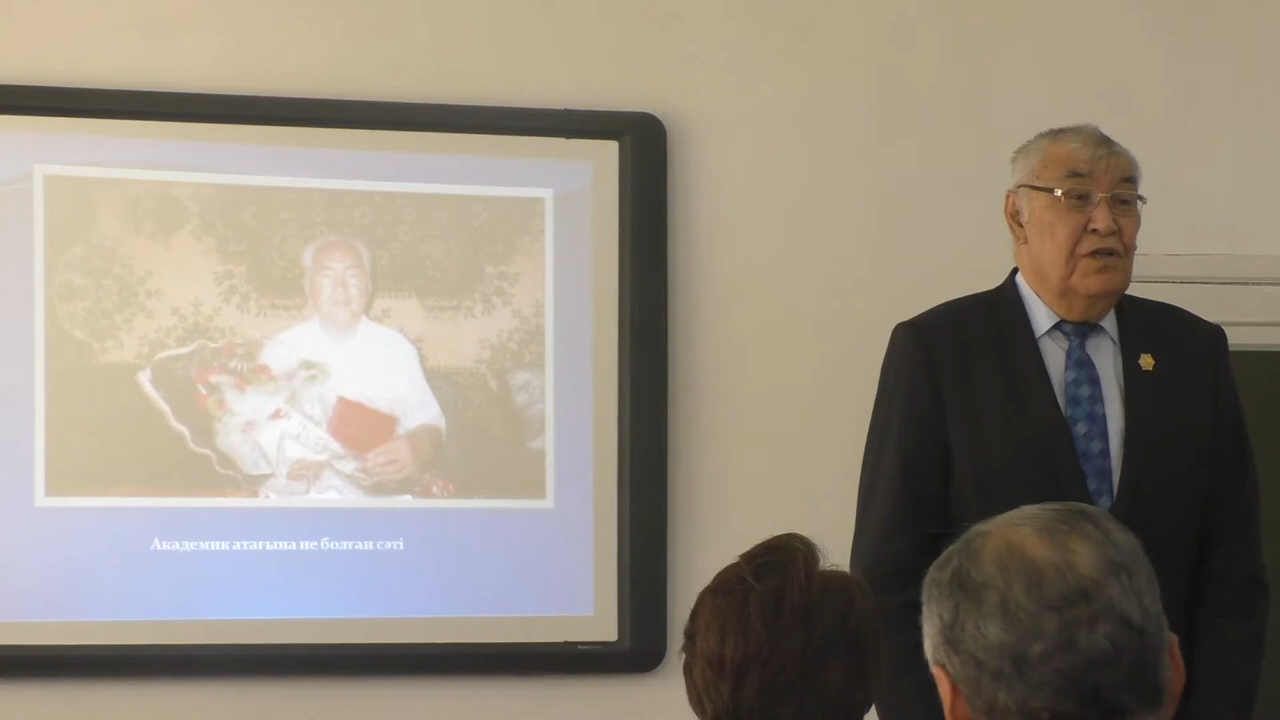 Академик атағына ие болған сәті